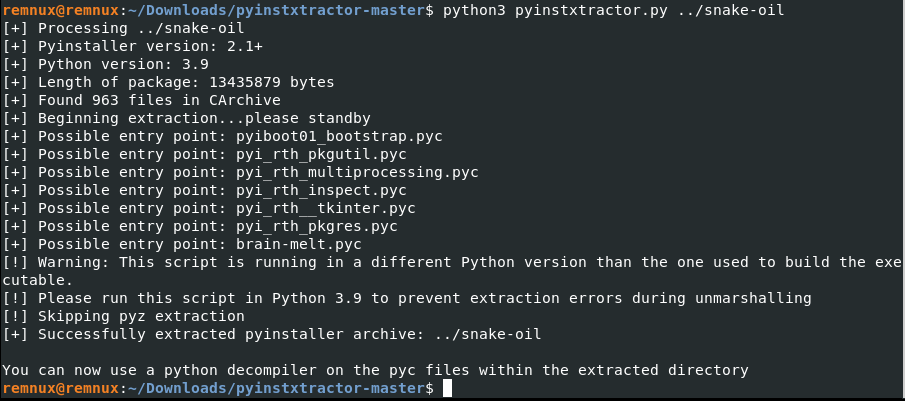 remnux@remnux:~/Downloads/pyinstxtractor-master$ python3 pyinstxtractor.py ../snake-oil
[+] Processing ../snake-oil
[+] Pyinstaller version: 2.1+
[+] Python version: 3.9
[+] Length of package: 13435879 bytes
[+] Found 963 files in CArchive
[+] Beginning extraction...please standby
[+] Possible entry point: pyiboot01_bootstrap.pyc
[+] Possible entry point: pyi_rth_pkgutil.pyc
[+] Possible entry point: pyi_rth_multiprocessing.pyc
[+] Possible entry point: pyi_rth_inspect.pyc
[+] Possible entry point: pyi_rth__tkinter.pyc
[+] Possible entry point: pyi_rth_pkgres.pyc
[+] Possible entry point: brain-melt.pyc
[!] Warning: This script is running in a different Python version than the one used to build the exe
cutable.
[!] Please run this script in Python 3.9 to prevent extraction errors during unmarshalling
[!] Skipping pyz extraction
[+] Successfully extracted pyinstaller archive: ../snake-oil

You can now use a python decompiler on the pyc files within the extracted directory
remnux@remnux:~/Downloads/pyinstxtractor-master$